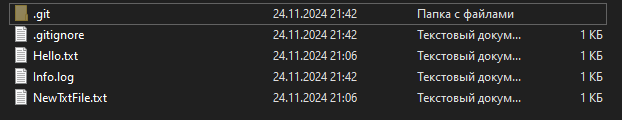 .git 24.11.2024 21:42 Папка с файлами
.gitignore 24.11.2024 21:42 Текстовый докум... 1 КБ
Hello.txt 24.11.2024 21:06 Текстовый докум... 1 КБ
Info.log 24.11.2024 21:42 Текстовый докум... 1 КБ
NewTxtFile.txt 24.11.2024 21:06 Текстовый докум... 1 КБ